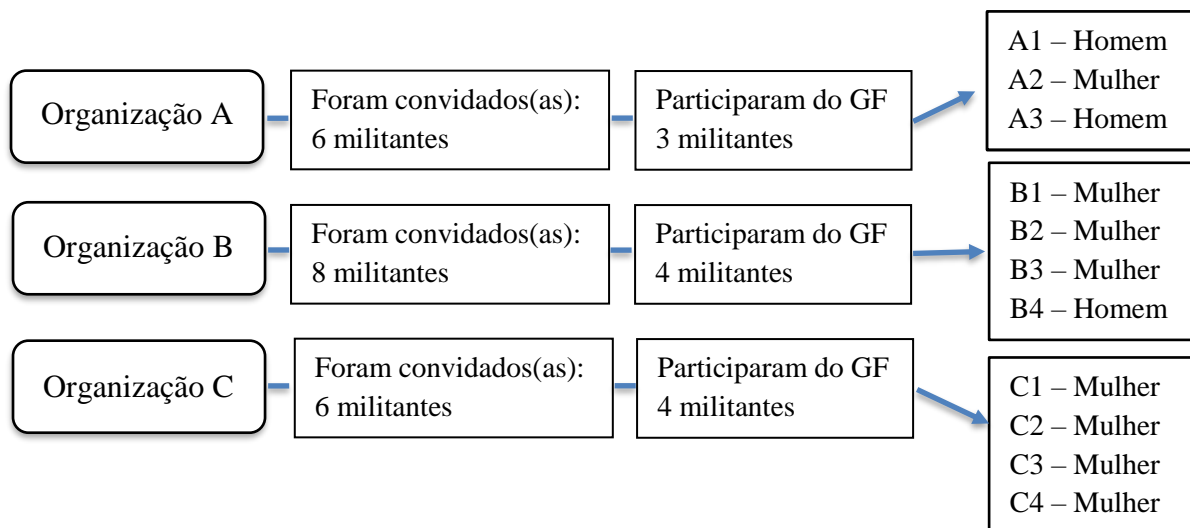 Organização A
Foram convidados(as):
6 militantes
Participaram do GF
3 militantes
A1 – Homem
A2 – Mulher
A3 – Homem
Organização B
Foram convidados(as):
8 militantes
Participaram do GF
4 militantes
B1 – Mulher
B2 – Mulher
B3 – Mulher
B4 – Homem
Organização C
Foram convidados(as):
6 militantes
Participaram do GF
4 militantes
C1 – Mulher
C2 – Mulher
C3 – Mulher
C4 – Mulher